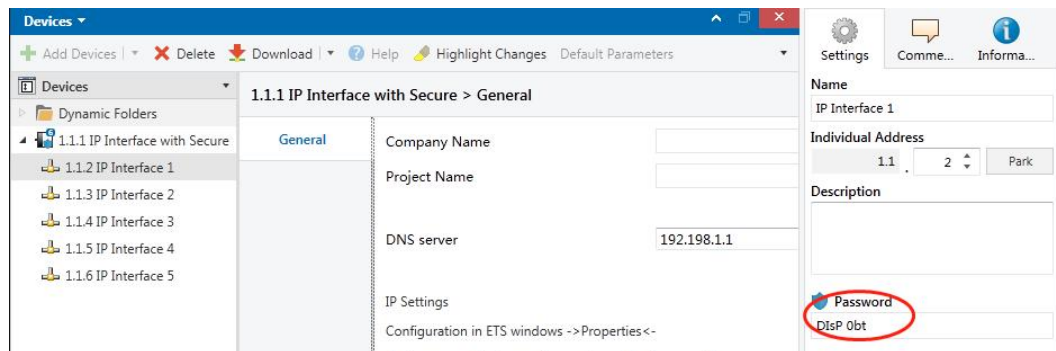 Devices
Add Devices Delete Download Help Highlight Changes Default Parameters
Devices
Dynamic Folders
1.1.1 IP Interface with Secure
1.1.2 IP Interface 1
1.1.3 IP Interface 2
1.1.4 IP Interface 3
1.1.5 IP Interface 4
1.1.6 IP Interface 5
1.1.1 IP Interface with Secure > General
General
Company Name
Project Name
DNS server 192.198.1.1
IP Settings
Configuration in ETS windows ->Properties<-
Settings Comme... Informa...
Name
IP Interface 1
Individual Address
1.1 . 2 Park
Description
Password
DIsP 0bt